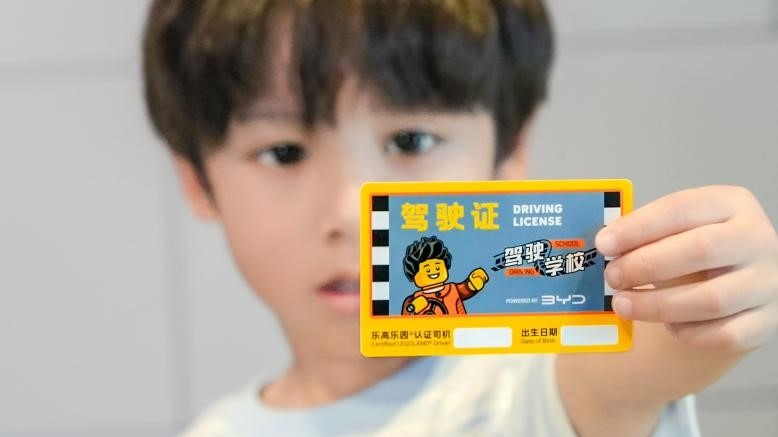 驾驶证
DRIVING
LICENSE
驾驶
SCHOOL
DRIVING
学校
POWERED BY BYD
乐高乐园®认证司机
Certified LEGOLAND® Driver
出生日期
Date of Birth